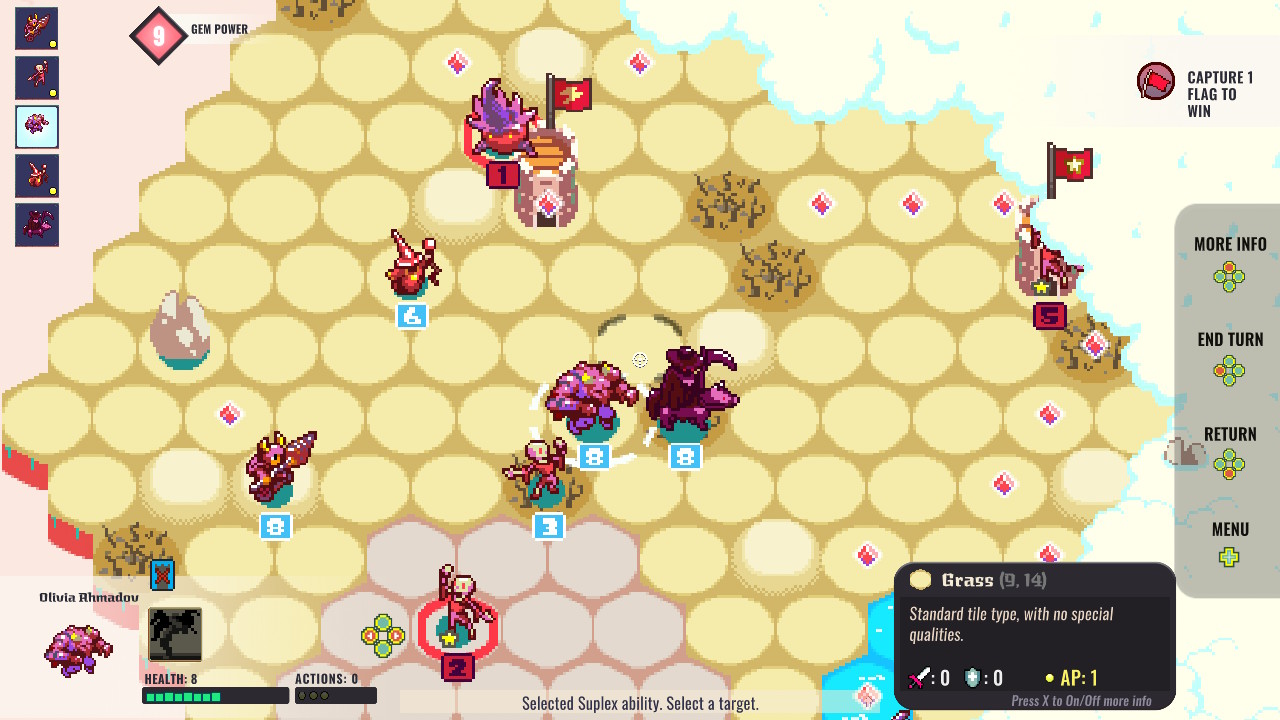 9
GEM POWER
CAPTURE 1
FLAG TO
WIN
1
6
5
MORE INFO
END TURN
RETURN
MENU
8
8
8
3
2
Olivia Rhmadov
HEALTH: 8
ACTIONS: 0
Selected Suplex ability. Select a target.
Grass (9, 14)
Standard tile type, with no special
qualities.
:0 :0 AP: 1
Press X to On/Off more info